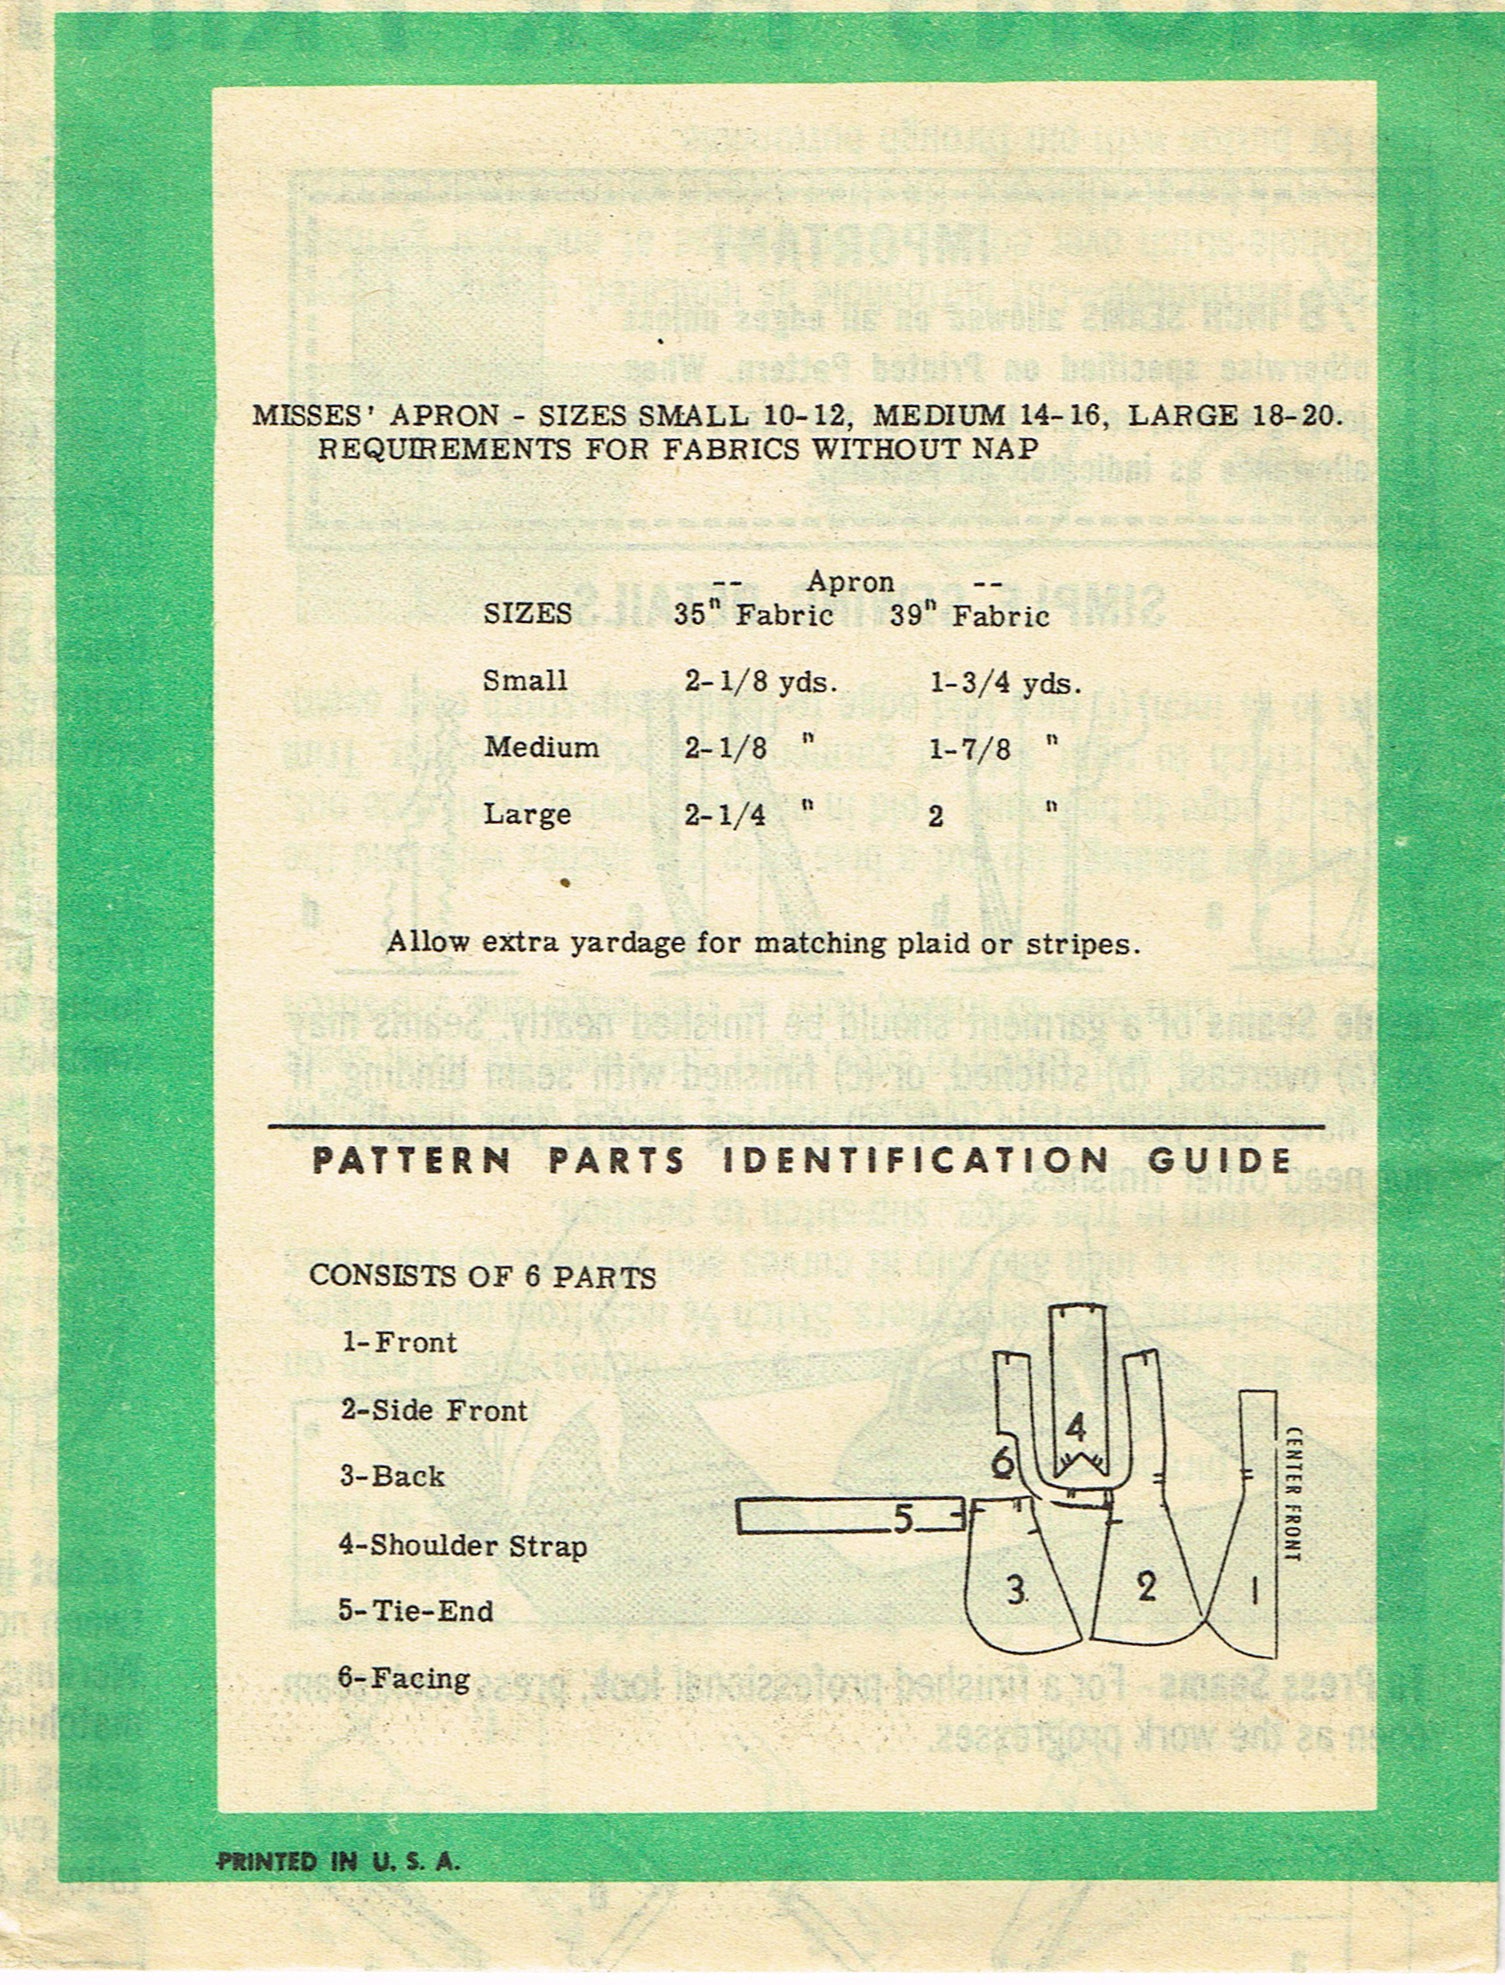 MISSES' APRON - SIZES SMALL 10-12, MEDIUM 14-16, LARGE 18-20.
REQUIREMENTS FOR FABRICS WITHOUT NAP
-- Apron --
SIZES 35" Fabric 39" Fabric
Small 2-1/8 yds. 1-3/4 yds.
Medium 2-1/8 " 1-7/8 "
Large 2-1/4 " 2 "
Allow extra yardage for matching plaid or stripes.
PATTERN PARTS IDENTIFICATION GUIDE
CONSISTS OF 6 PARTS
1-Front
2-Side Front
3-Back
4-Shoulder Strap
5-Tie-End
6-Facing
4
6
5
3
2
1
CENTER FRONT
PRINTED IN U. S. A.